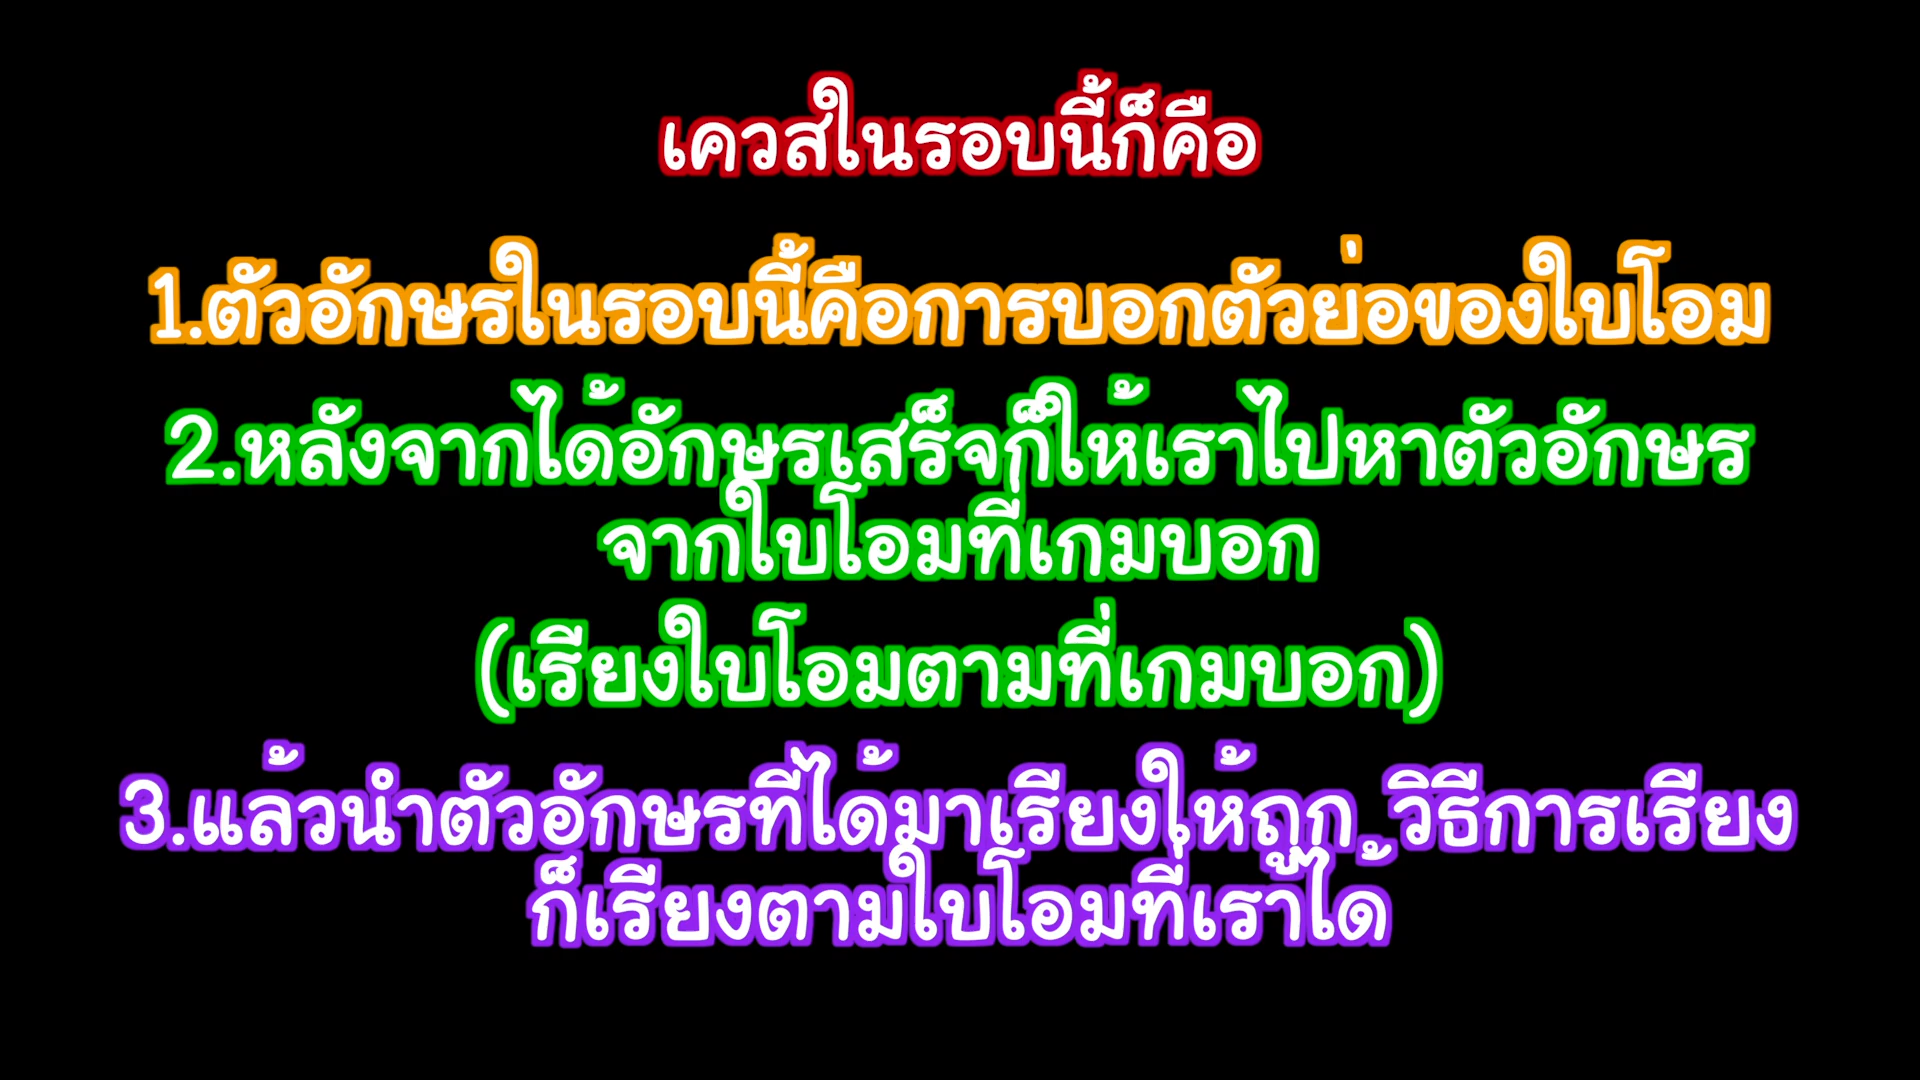 เควสในรอบนี้ก็คือ
1.ตัวอักษรในรอบนี้คือการบอกตัวย่อของใบโอม
2.หลังจากได้อักษรเสร็จก็ให้เราไปหาตัวอักษร
จากใบโอมที่เกมบอก
(เรียงใบโอมตามที่เกมบอก)
3.แล้วนำตัวอักษรที่ได้มาเรียงให้ถูก วิธีการเรียง
ก็เรียงตามใบโอมที่เราได้